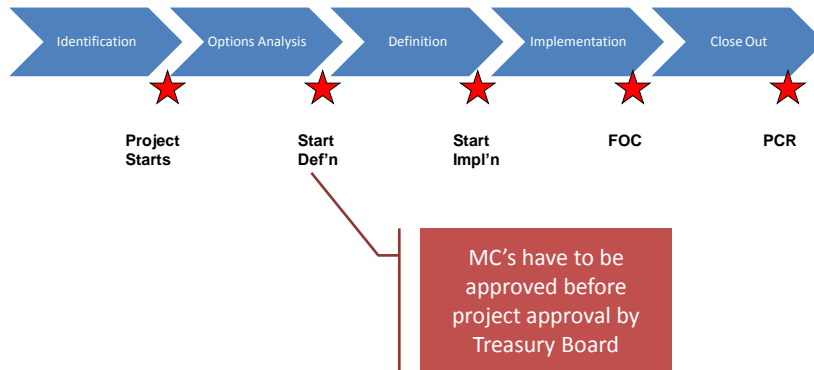 Identification
Options Analysis
Definition
Implementation
Close Out
Project
Starts
Start
Def'n
Start
Impl'n
FOC
PCR
MC's have to be
approved before
project approval by
Treasury Board